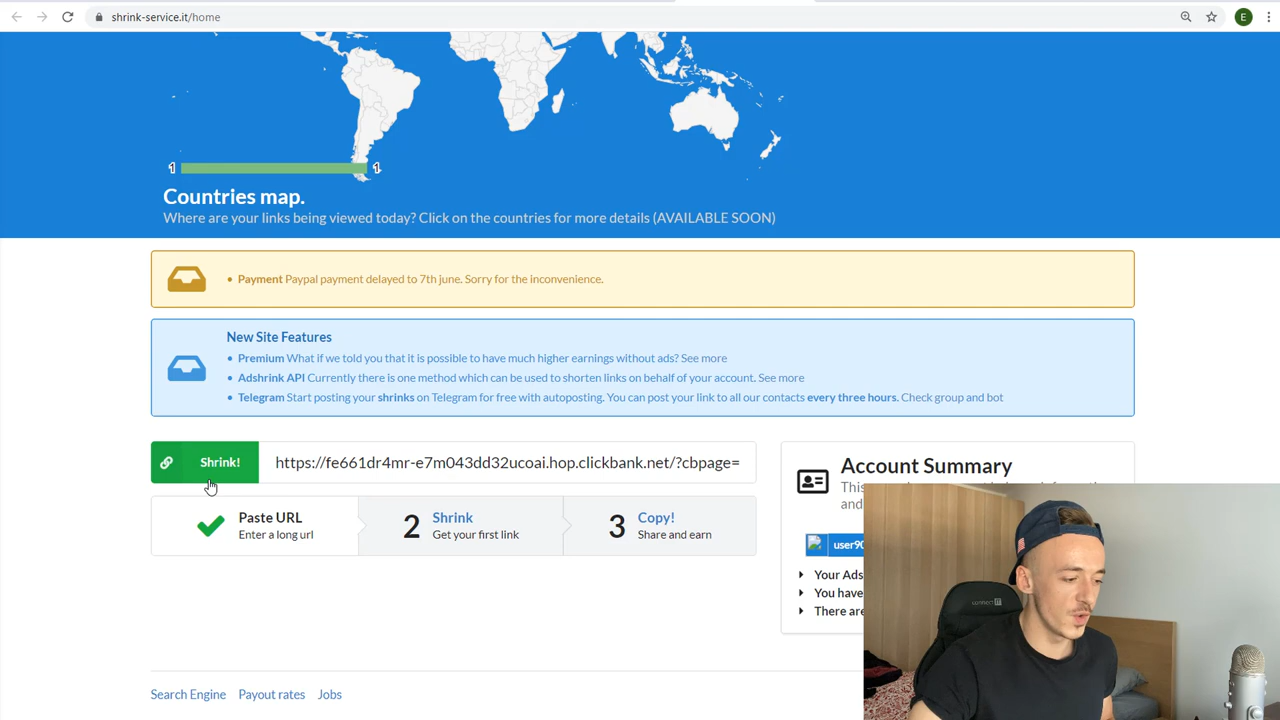 shrink-service.it/home
E
1 1
Countries map.
Where are your links being viewed today? Click on the countries for more details (AVAILABLE SOON)
• Payment Paypal payment delayed to 7th june. Sorry for the inconvenience.
New Site Features
• Premium What if we told you that it is possible to have much higher earnings without ads? See more
• Adshrink API Currently there is one method which can be used to shorten links on behalf of your account. See more
• Telegram Start posting your shrinks on Telegram for free with autoposting. You can post your link to all our contacts every three hours. Check group and bot
Shrink! https://fe661dr4mr-e7m043dd32ucoai.hop.clickbank.net/?cbpage=
Paste URL
Enter a long url
2 Shrink
Get your first link
3 Copy!
Share and earn
Account Summary
This
and
user90
Your Ads
You have
There are
Search Engine Payout rates Jobs